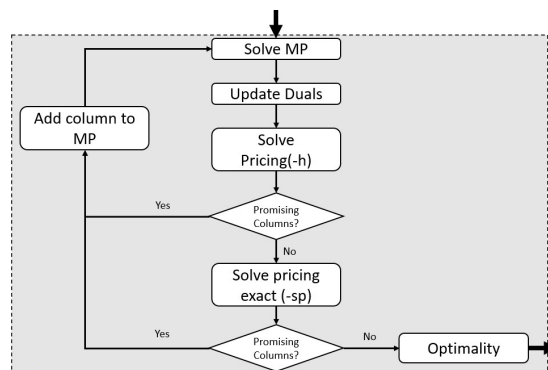 Solve MP
Update Duals
Add column to
MP
Solve
Pricing(-h)
Yes
Promising
Columns?
No
Solve pricing
exact (-sp)
Yes
Promising
Columns?
No
Optimality